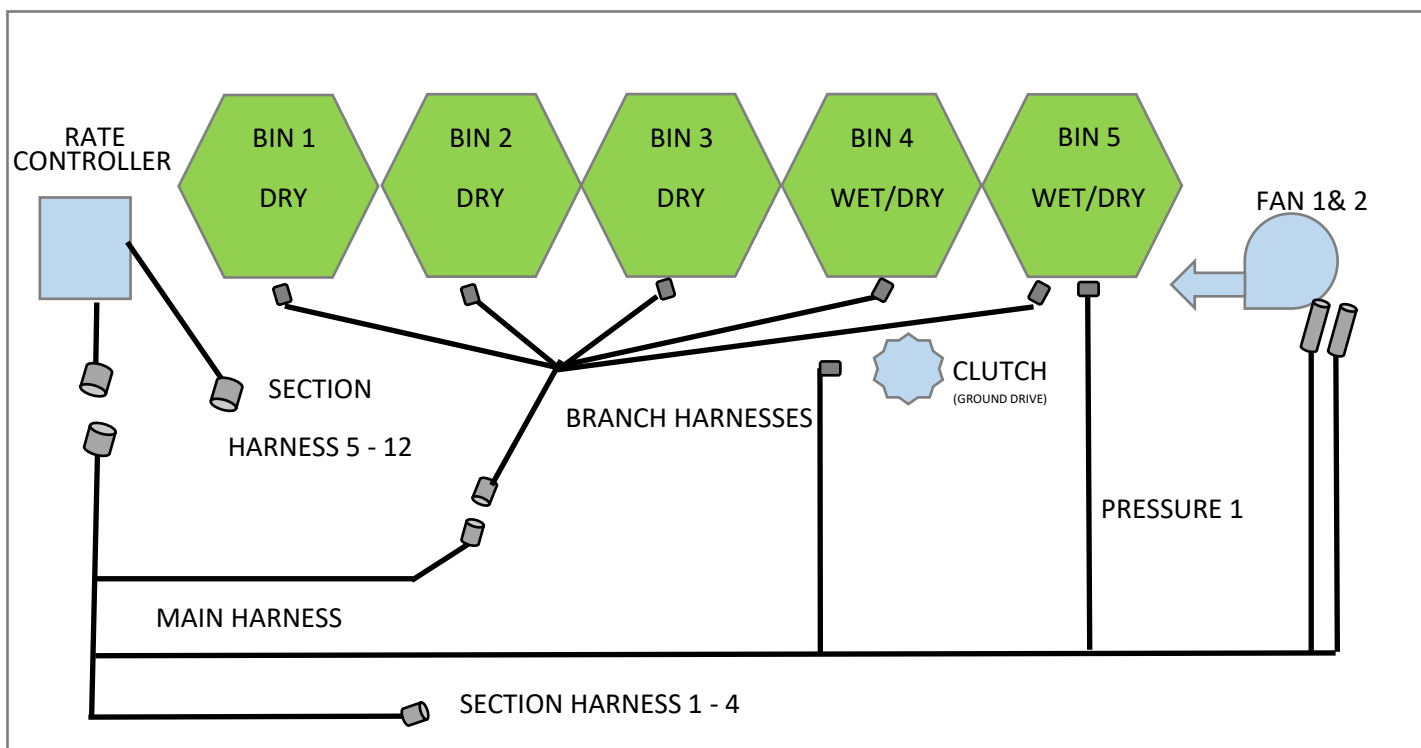 RATE
CONTROLLER
BIN 1
DRY
BIN 2
DRY
BIN 3
DRY
BIN 4
WET/DRY
BIN 5
WET/DRY
FAN 1& 2
SECTION
HARNESS 5 - 12
BRANCH HARNESSES
CLUTCH
(GROUND DRIVE)
PRESSURE 1
MAIN HARNESS
SECTION HARNESS 1 - 4